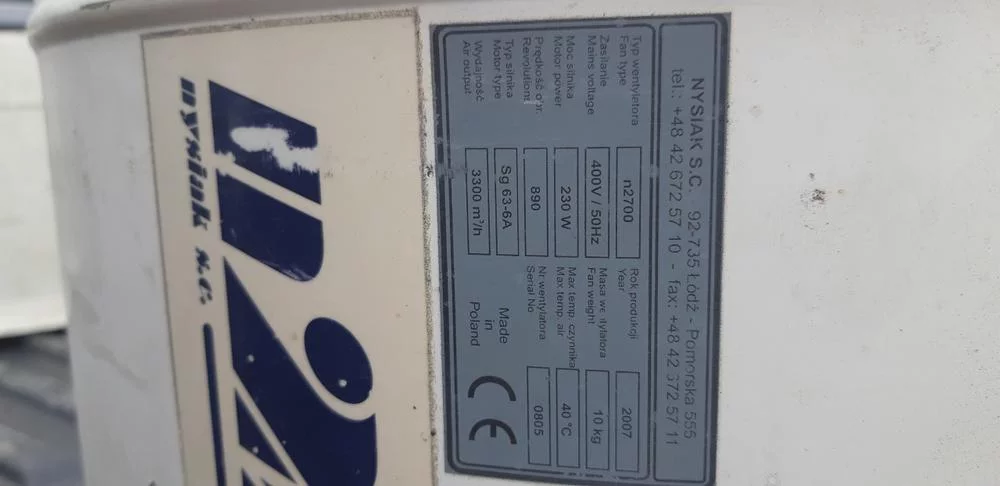 NYSIAK S.C. 92-735 Łódź - Pomorska 555
tel.: +48 42 672 57 10 - fax: +48 42 672 57 11
Typ wentylatora n2700 Rok produkcji 2007
Fan type Year
Zasilanie 400V / 50Hz Masa wentylatora 10 kg
Mains voltage Fan weight
Moc silnika 230 W Max temp. czynnika 40 °C
Motor power Max temp. air
Prędkość obr. 890 Nr wentylatora 0805
Revolutions Serial No
Typ silnika Sg 63-6A Made
Motor type in
Wydajność 3300 m³/h Poland
Air output
CE
nysiak s.c.